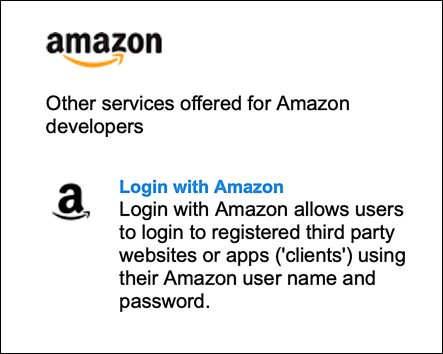 amazon
Other services offered for Amazon
developers
a
Login with Amazon
Login with Amazon allows users
to login to registered third party
websites or apps ('clients') using
their Amazon user name and
password.